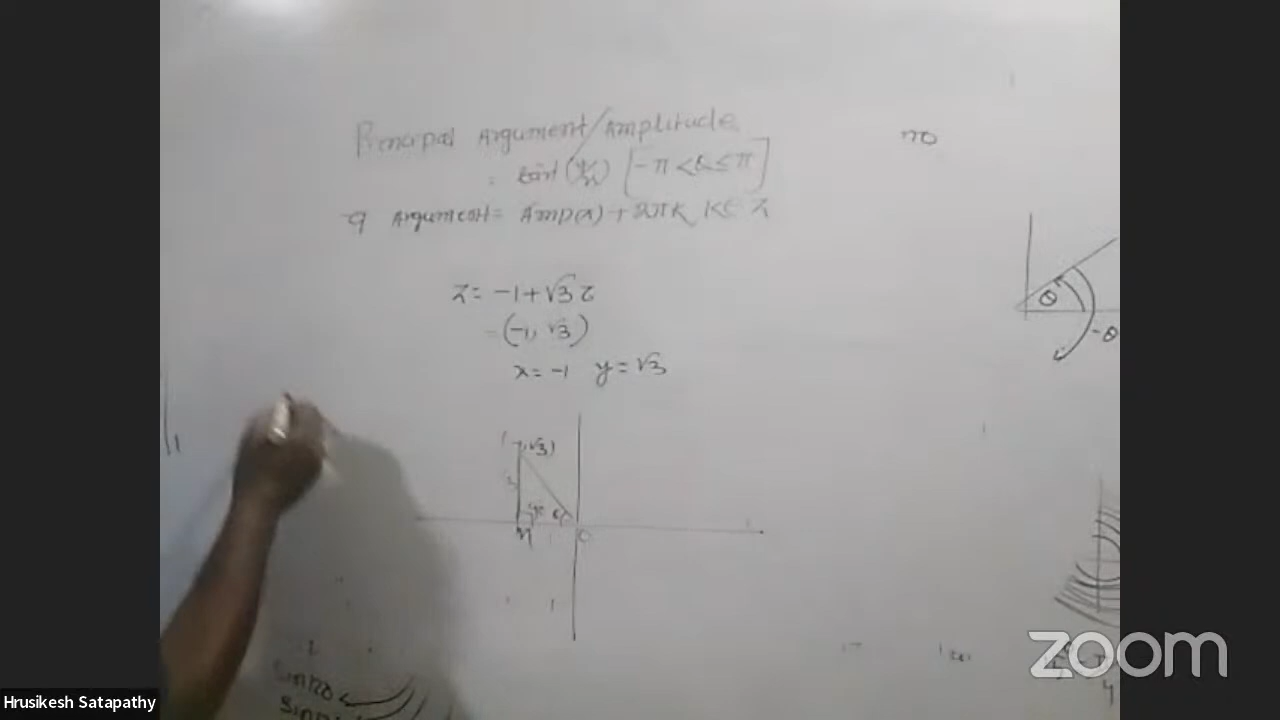 Principal Argument/Amplitude
= tan⁻¹(y/x) [-π < θ ≤ π]
Argument = Amp(z) + 2πK K ∈ Z
z = -1 + √3 i
= (-1, √3)
x = -1 y = √3
(-1, √3)
M
O
θ
-θ
Sin120
zoom
Hrusikesh Satapathy